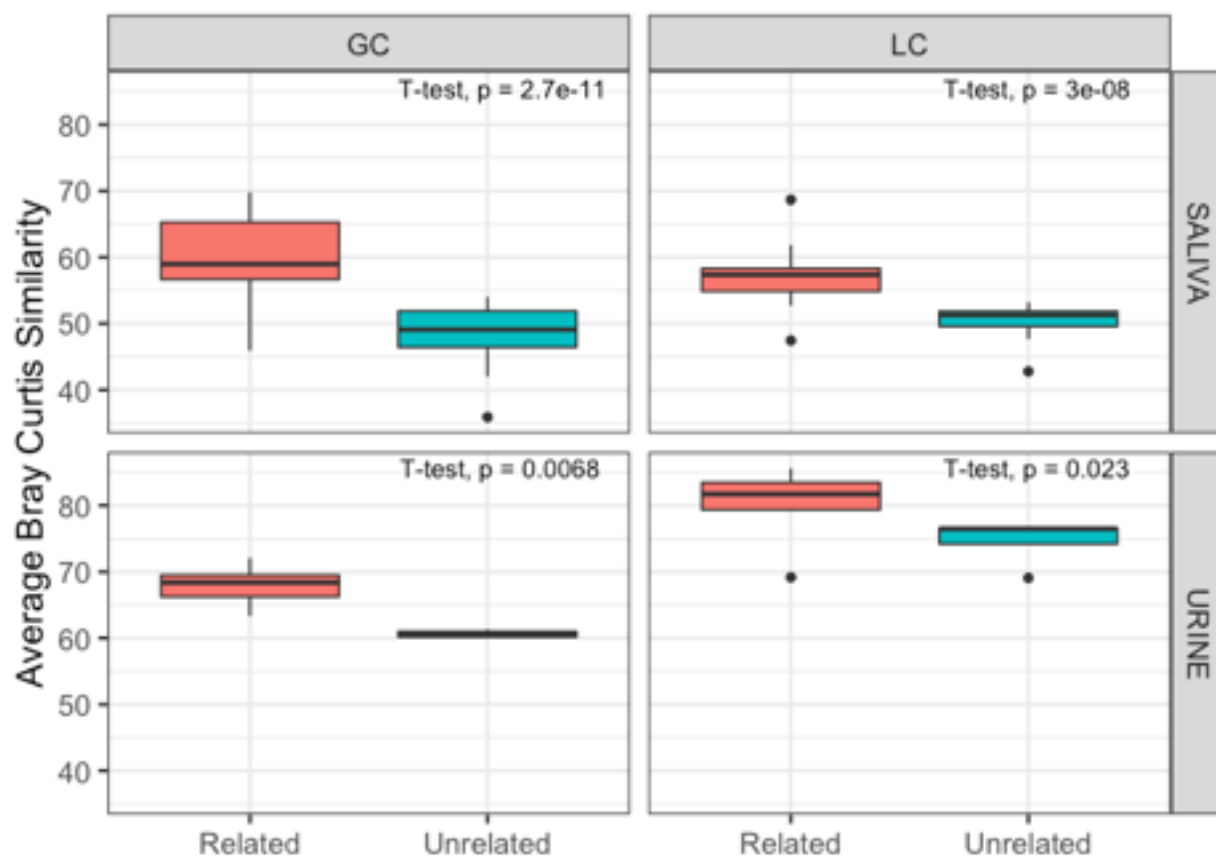 GC
LC
T-test, p = 2.7e-11
T-test, p = 3e-08
80
70
60
50
40
SALIVA
Average Bray Curtis Similarity
T-test, p = 0.0068
T-test, p = 0.023
80
70
60
50
40
URINE
Related
Unrelated
Related
Unrelated